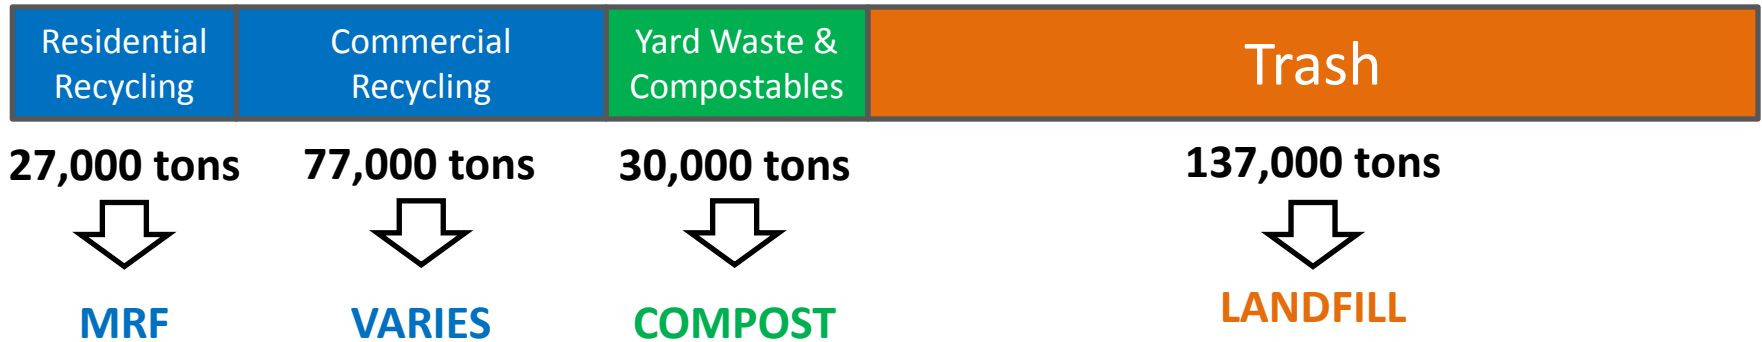 Residential
Recycling
Commercial
Recycling
Yard Waste &
Compostables
Trash
27,000 tons
77,000 tons
30,000 tons
137,000 tons
MRF
VARIES
COMPOST
LANDFILL